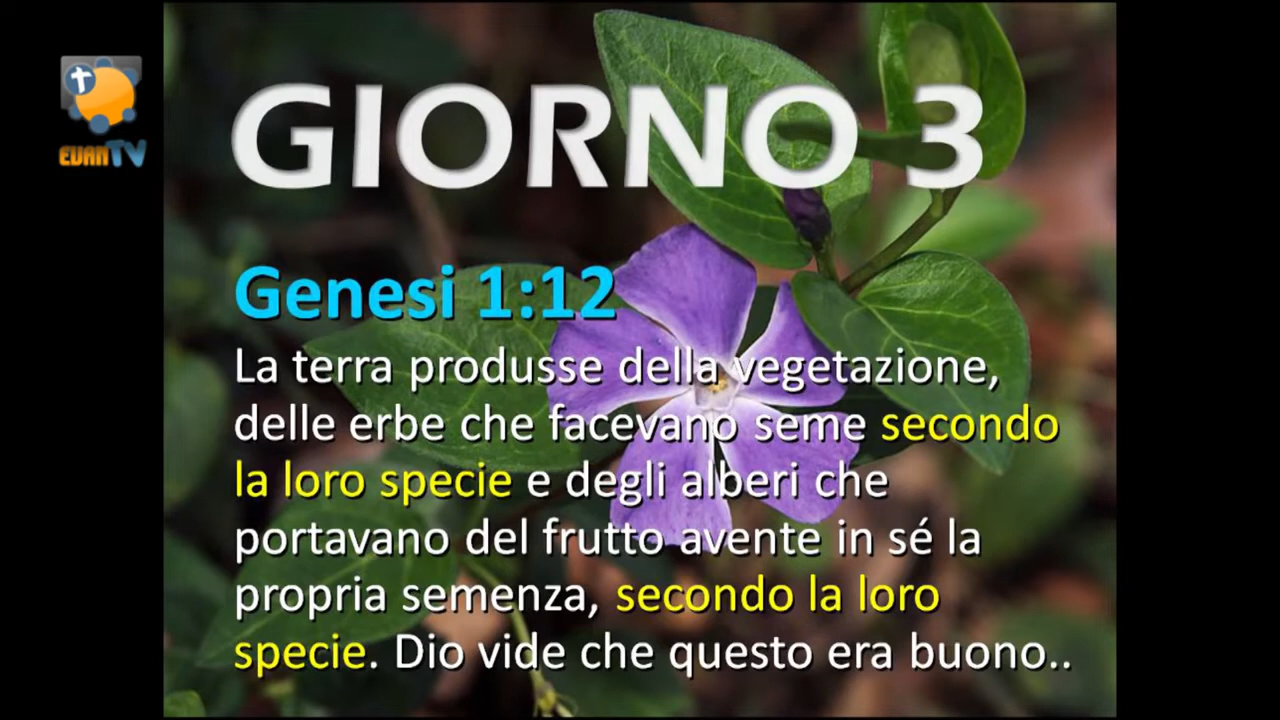 EVANTV
GIORNO 3
Genesi 1:12
La terra produsse della vegetazione,
delle erbe che facevano seme secondo
la loro specie e degli alberi che
portavano del frutto avente in sé la
propria semenza, secondo la loro
specie. Dio vide che questo era buono..